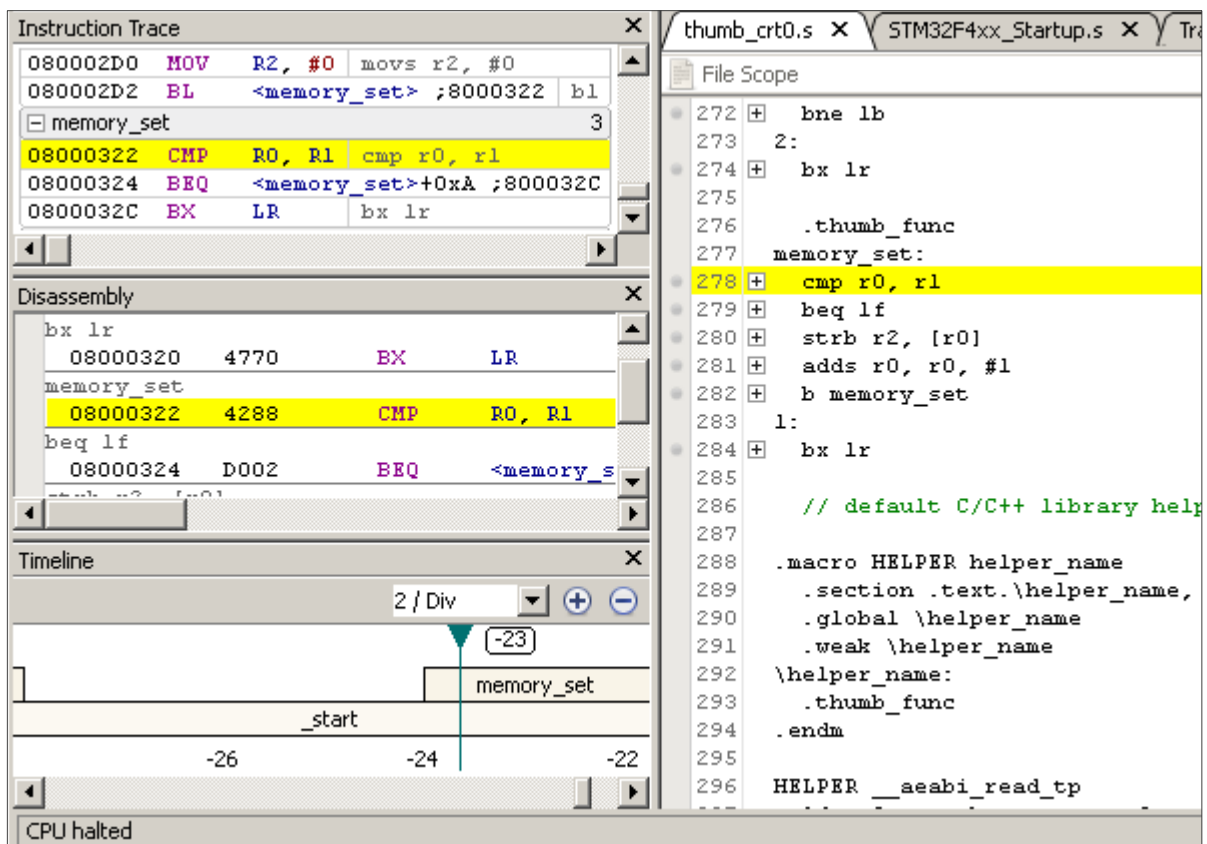 Instruction Trace
080002D0 MOV R2, #0 movs r2, #0
080002D2 BL <memory_set> ;8000322 bl
memory_set 3
08000322 CMP R0, R1 cmp r0, r1
08000324 BEQ <memory_set>+0xA ;800032C
0800032C BX LR bx lr
Disassembly
bx lr
08000320 4770 BX LR
memory_set
08000322 4288 CMP R0, R1
beq 1f
08000324 D002 BEQ <memory_s
Timeline
2 / Div
-23
memory_set
_start
-26 -24 -22
CPU halted
thumb_crt0.s STM32F4xx_Startup.s Tra
File Scope
272 bne 1b
273 2:
274 bx lr
275
276 .thumb_func
277 memory_set:
278 cmp r0, r1
279 beq 1f
280 strb r2, [r0]
281 adds r0, r0, #1
282 b memory_set
283 1:
284 bx lr
285
286 // default C/C++ library help
287
288 .macro HELPER helper_name
289 .section .text.\helper_name,
290 .global \helper_name
291 .weak \helper_name
292 \helper_name:
293 .thumb_func
294 .endm
295
296 HELPER __aeabi_read_tp